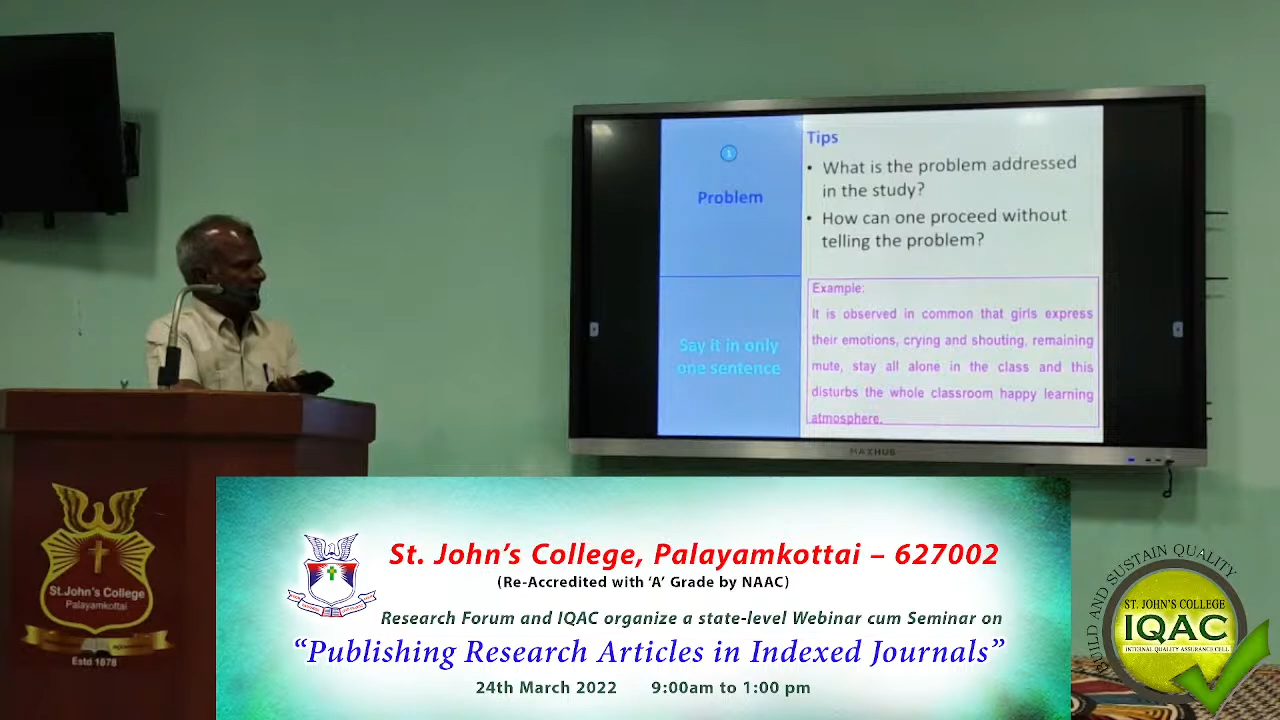 1
Problem
Say it in only
one sentence
Tips
• What is the problem addressed
in the study?
• How can one proceed without
telling the problem?
Example:
It is observed in common that girls express
their emotions, crying and shouting, remaining
mute, stay all alone in the class and this
disturbs the whole classroom happy learning
atmosphere.
MAXHUB
St.John's College
Palayamkottai
Estd 1878
St. John's College, Palayamkottai – 627002
(Re-Accredited with 'A' Grade by NAAC)
Research Forum and IQAC organize a state-level Webinar cum Seminar on
“Publishing Research Articles in Indexed Journals”
24th March 2022 9:00am to 1:00 pm
BUILD AND SUSTAIN QUALITY
ST. JOHN'S COLLEGE
IQAC
INTERNAL QUALITY ASSURANCE CELL